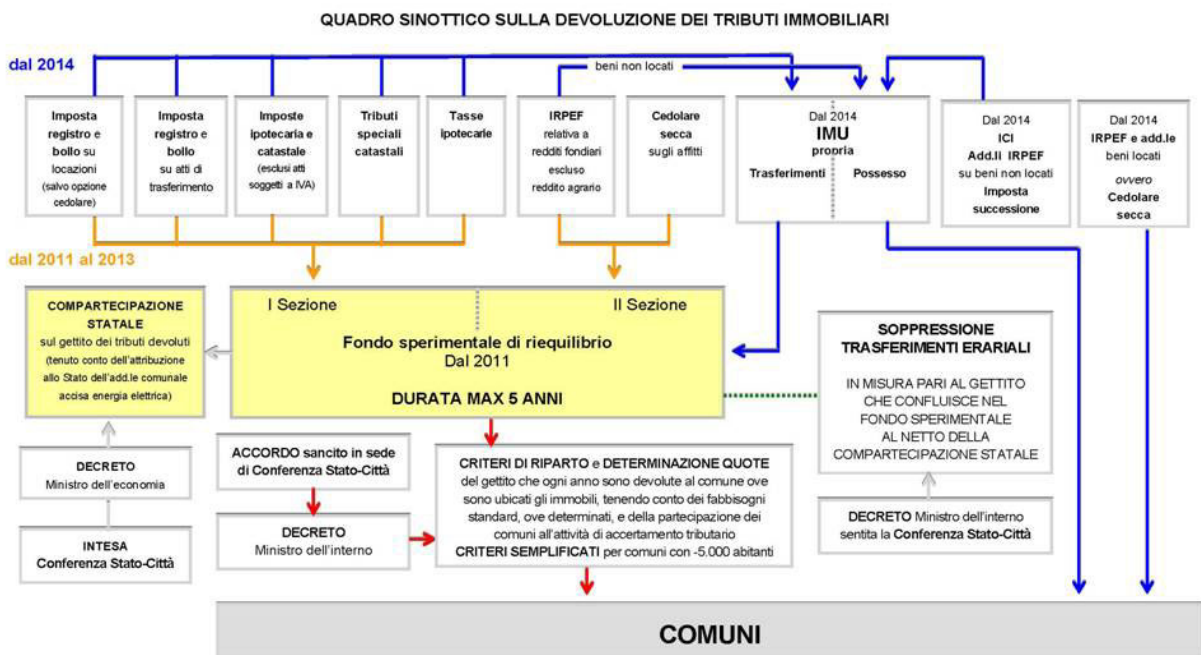 QUADRO SINOTTICO SULLA DEVOLUZIONE DEI TRIBUTI IMMOBILIARI
dal 2014
beni non locati
Imposta
registro e
bollo su
locazioni
(salvo opzione
cedolare)
Imposta
registro e
bollo
su atti di
trasferimento
Imposte
ipotecaria e
catastale
(esclusi atti
soggetti a IVA)
Tributi
speciali
catastali
Tasse
ipotecarie
IRPEF
relativa a
redditi fondiari
escluso
reddito agrario
Cedolare
secca
sugli affitti
Dal 2014
IMU
propria
Trasferimenti
Possesso
Dal 2014
ICI
Add.li IRPEF
su beni non locati
Imposta
successione
Dal 2014
IRPEF e add.le
beni locati
ovvero
Cedolare
secca
dal 2011 al 2013
COMPARTECIPAZIONE
STATALE
sul gettito dei tributi devoluti
(tenuto conto dell'attribuzione
allo Stato dell'add.le comunale
accisa energia elettrica)
I Sezione
II Sezione
Fondo sperimentale di riequilibrio
Dal 2011
DURATA MAX 5 ANNI
SOPPRESSIONE
TRASFERIMENTI ERARIALI
IN MISURA PARI AL GETTITO
CHE CONFLUISCE NEL
FONDO SPERIMENTALE
AL NETTO DELLA
COMPARTECIPAZIONE STATALE
DECRETO
Ministro dell'economia
INTESA
Conferenza Stato-Città
ACCORDO sancito in sede
di Conferenza Stato-Città
DECRETO
Ministro dell'interno
CRITERI DI RIPARTO e DETERMINAZIONE QUOTE
del gettito che ogni anno sono devolute al comune ove
sono ubicati gli immobili, tenendo conto dei fabbisogni
standard, ove determinati, e della partecipazione dei
comuni all'attività di accertamento tributario
CRITERI SEMPLIFICATI per comuni con -5.000 abitanti
DECRETO Ministro dell'interno
sentita la Conferenza Stato-Città
COMUNI